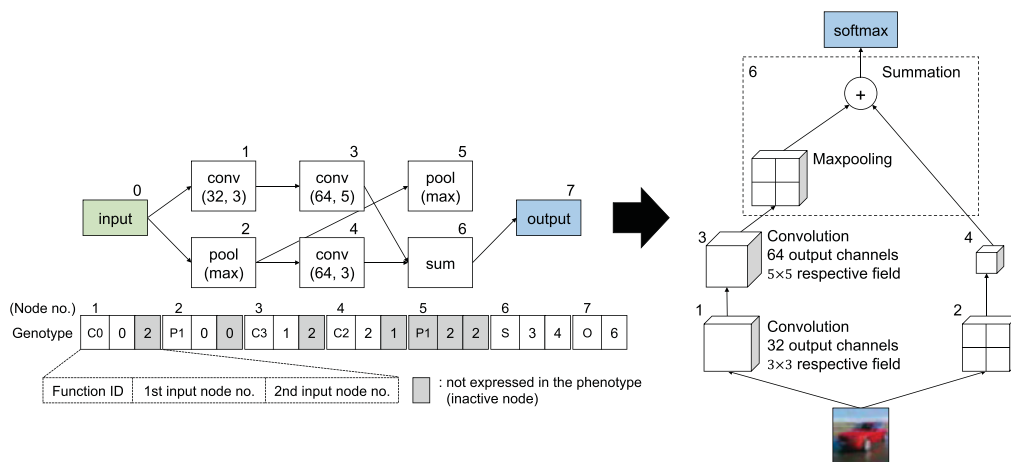 0
input
1
conv
(32, 3)
2
pool
(max)
3
conv
(64, 5)
4
conv
(64, 3)
5
pool
(max)
6
sum
7
output
(Node no.) 1 2 3 4 5 6 7
Genotype C0 0 2 P1 0 0 C3 1 2 C2 2 1 P1 2 2 S 3 4 O 6
Function ID 1st input node no. 2nd input node no.
: not expressed in the phenotype
(inactive node)
softmax
6
Summation
+
Maxpooling
3
Convolution
64 output channels
5×5 respective field
4
1
Convolution
32 output channels
3×3 respective field
2